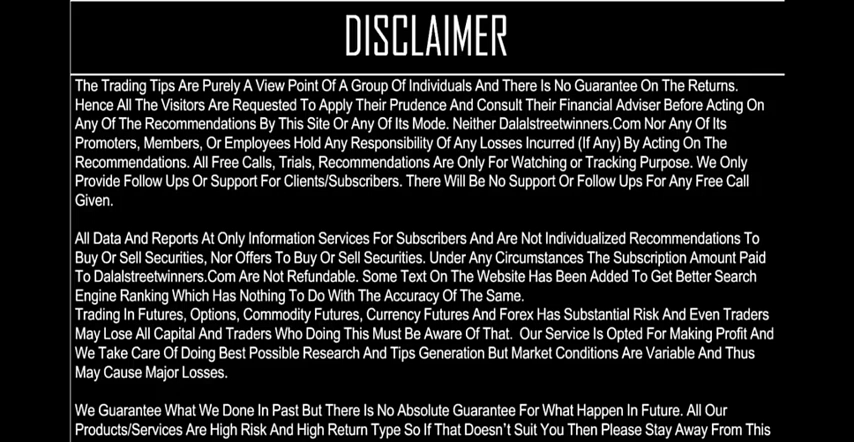 DISCLAIMER
The Trading Tips Are Purely A View Point Of A Group Of Individuals And There Is No Guarantee On The Returns.
Hence All The Visitors Are Requested To Apply Their Prudence And Consult Their Financial Adviser Before Acting On
Any Of The Recommendations By This Site Or Any Of Its Mode. Neither Dalalstreetwinners.Com Nor Any Of Its
Promoters, Members, Or Employees Hold Any Responsibility Of Any Losses Incurred (If Any) By Acting On The
Recommendations. All Free Calls, Trials, Recommendations Are Only For Watching or Tracking Purpose. We Only
Provide Follow Ups Or Support For Clients/Subscribers. There Will Be No Support Or Follow Ups For Any Free Call
Given.
All Data And Reports At Only Information Services For Subscribers And Are Not Individualized Recommendations To
Buy Or Sell Securities, Nor Offers To Buy Or Sell Securities. Under Any Circumstances The Subscription Amount Paid
To Dalalstreetwinners.Com Are Not Refundable. Some Text On The Website Has Been Added To Get Better Search
Engine Ranking Which Has Nothing To Do With The Accuracy Of The Same.
Trading In Futures, Options, Commodity Futures, Currency Futures And Forex Has Substantial Risk And Even Traders
May Lose All Capital And Traders Who Doing This Must Be Aware Of That. Our Service Is Opted For Making Profit And
We Take Care Of Doing Best Possible Research And Tips Generation But Market Conditions Are Variable And Thus
May Cause Major Losses.
We Guarantee What We Done In Past But There Is No Absolute Guarantee For What Happen In Future. All Our
Products/Services Are High Risk And High Return Type So If That Doesn't Suit You Then Please Stay Away From This